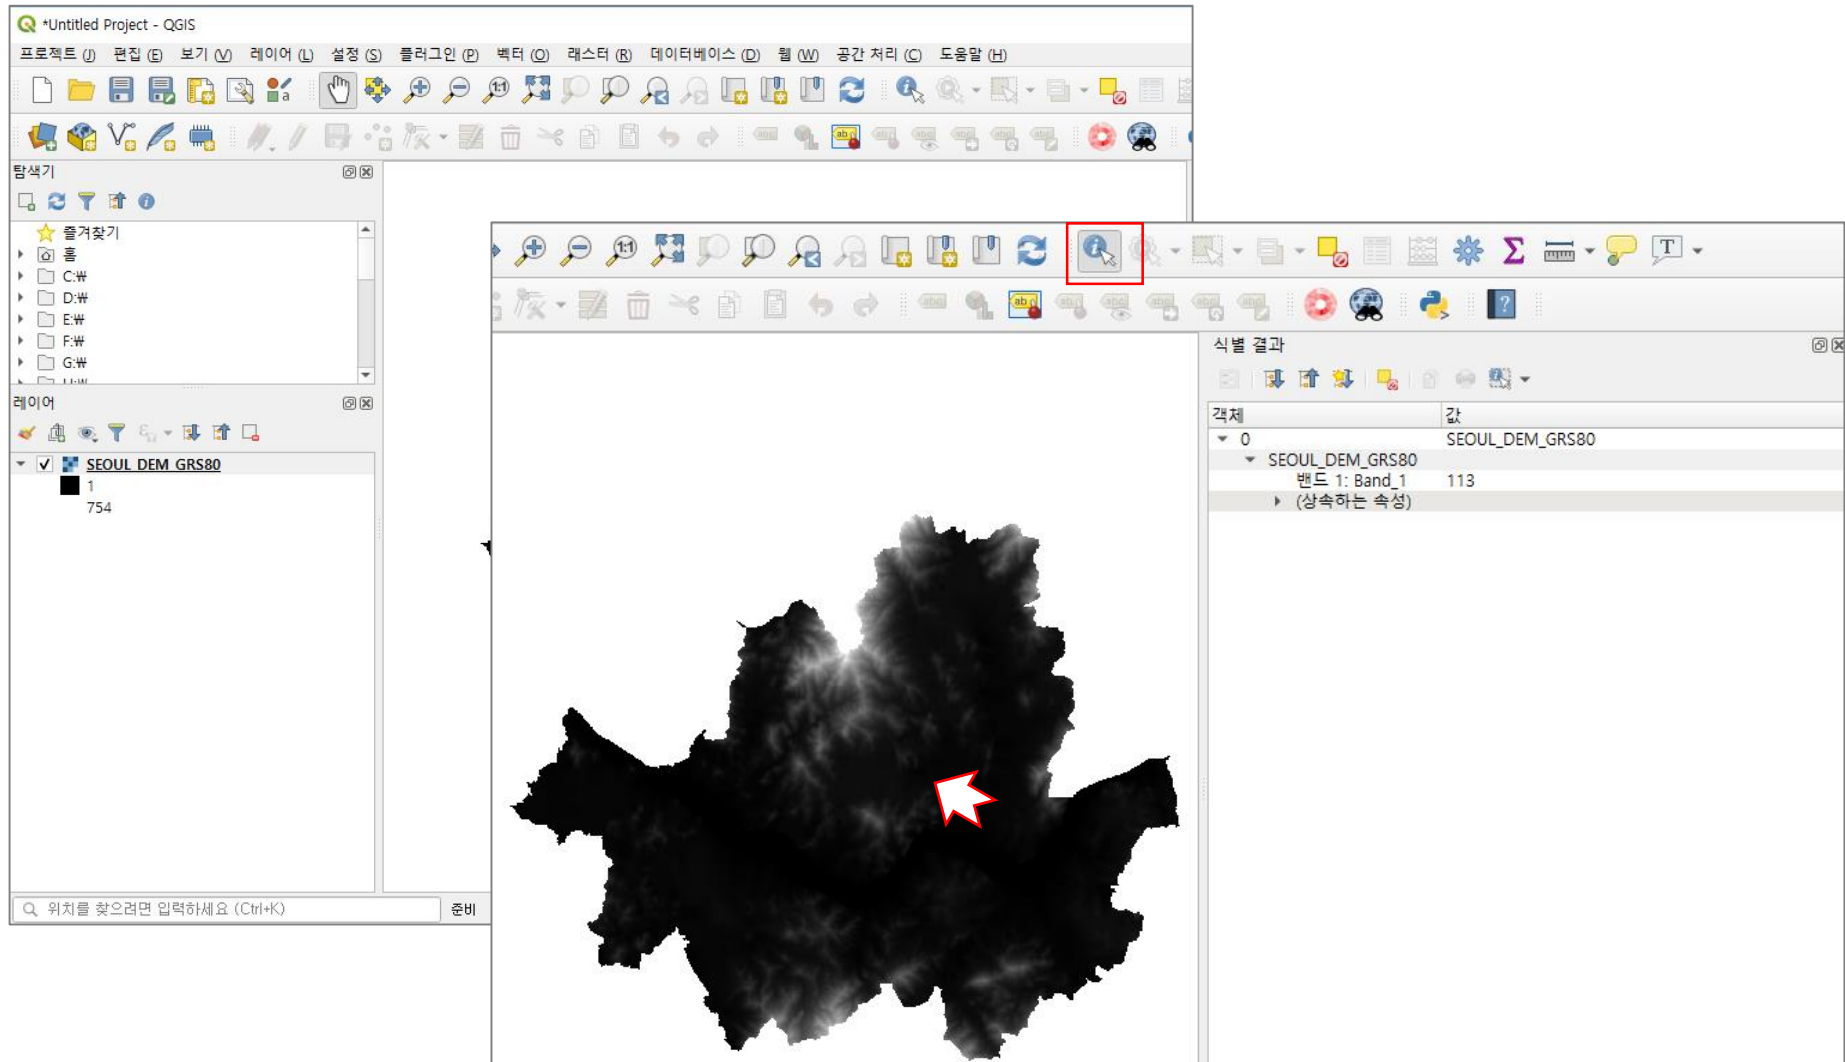 *Untitled Project - QGIS
프로젝트 (J) 편집 (E) 보기 (V) 레이어 (L) 설정 (S) 플러그인 (P) 벡터 (O) 래스터 (R) 데이터베이스 (D) 웹 (W) 공간 처리 (C) 도움말 (H)
탐색기
즐겨찾기
홈
C:₩
D:₩
E:₩
F:₩
G:₩
레이어
SEOUL_DEM_GRS80
1
754
위치를 찾으려면 입력하세요 (Ctrl+K)
준비
식별 결과
객체 값
0 SEOUL_DEM_GRS80
SEOUL_DEM_GRS80
밴드 1: Band_1 113
(상속하는 속성)